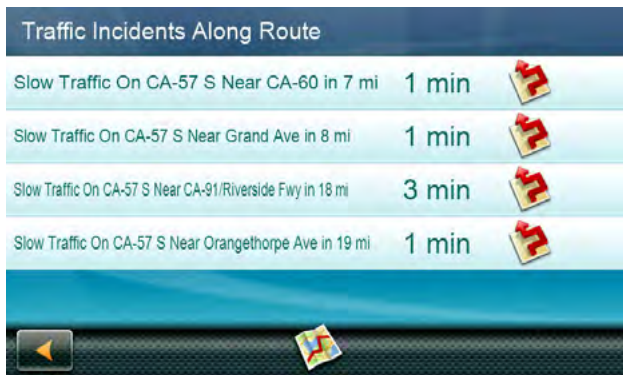 Traffic Incidents Along Route
Slow Traffic On CA-57 S Near CA-60 in 7 mi 1 min
Slow Traffic On CA-57 S Near Grand Ave in 8 mi 1 min
Slow Traffic On CA-57 S Near CA-91/Riverside Fwy in 18 mi 3 min
Slow Traffic On CA-57 S Near Orangethorpe Ave in 19 mi 1 min